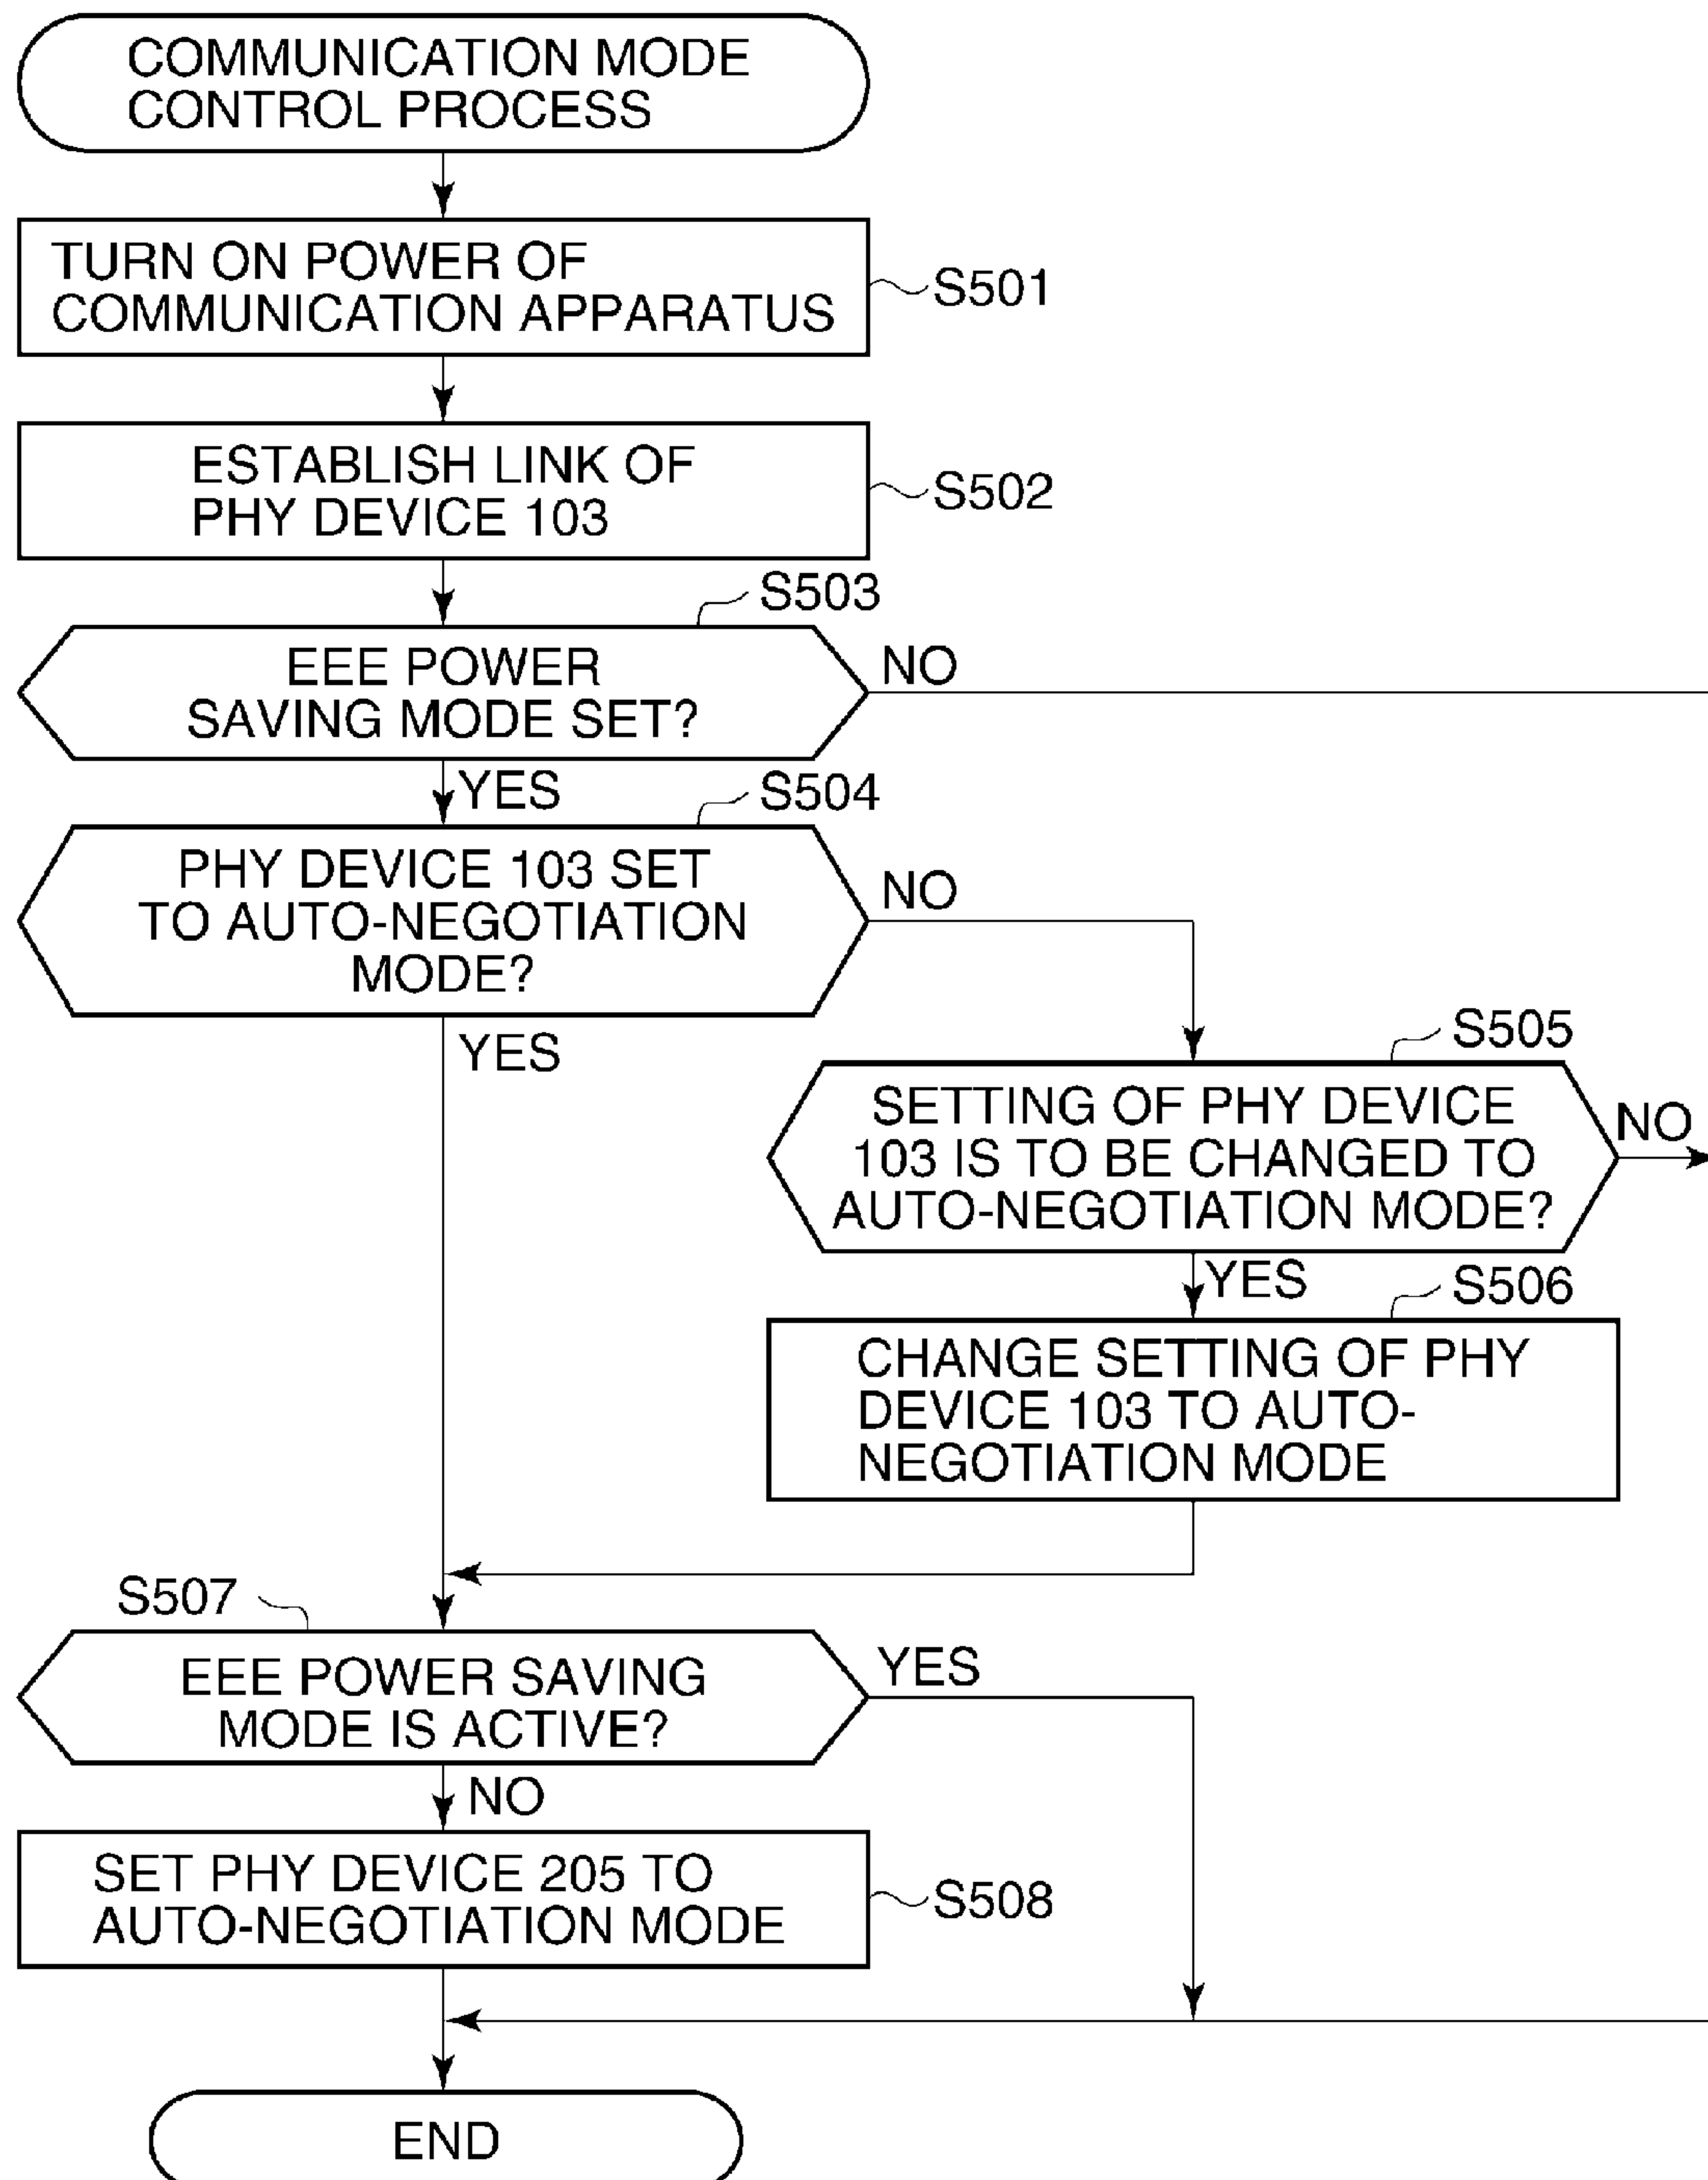 COMMUNICATION MODE
CONTROL PROCESS
TURN ON POWER OF
COMMUNICATION APPARATUS
S501
ESTABLISH LINK OF
PHY DEVICE 103
S502
S503
EEE POWER
SAVING MODE SET?
NO
YES
S504
PHY DEVICE 103 SET
TO AUTO-NEGOTIATION
MODE?
NO
YES
S505
SETTING OF PHY DEVICE
103 IS TO BE CHANGED TO
AUTO-NEGOTIATION MODE?
NO
YES
S506
CHANGE SETTING OF PHY
DEVICE 103 TO AUTO-
NEGOTIATION MODE
S507
EEE POWER SAVING
MODE IS ACTIVE?
YES
NO
SET PHY DEVICE 205 TO
AUTO-NEGOTIATION MODE
S508
END